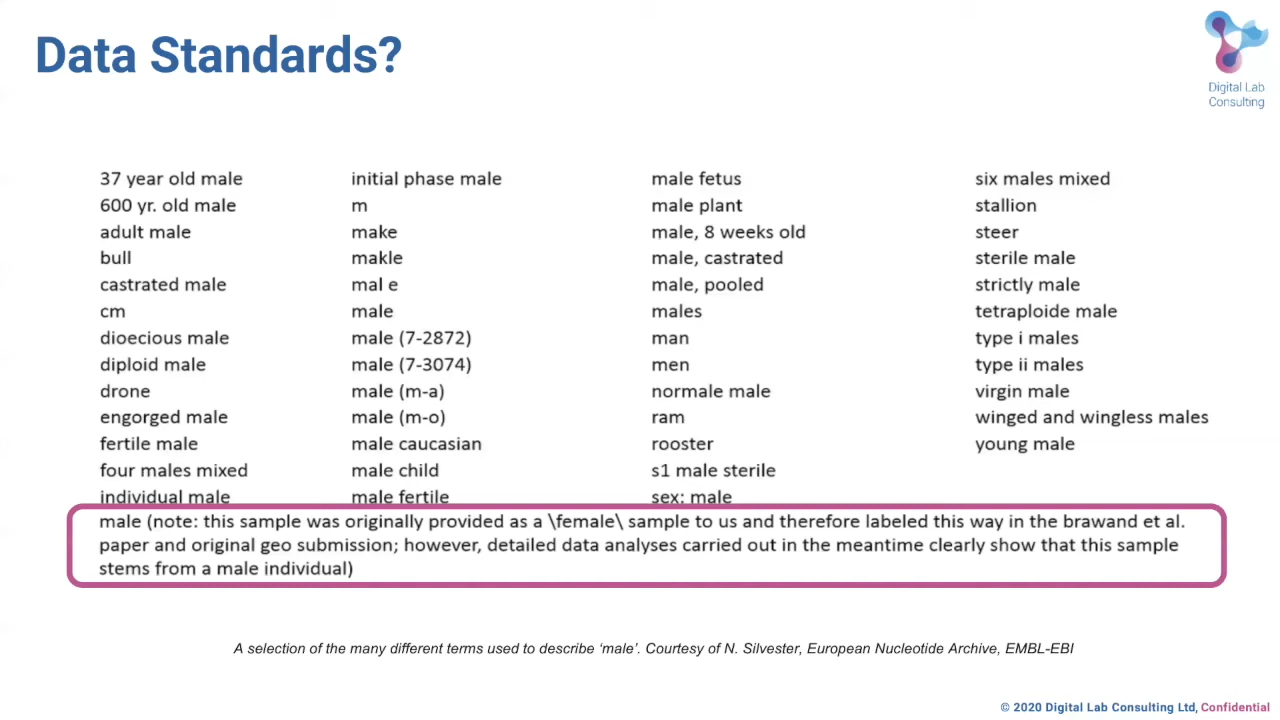 Data Standards?
Digital Lab
Consulting
37 year old male
600 yr. old male
adult male
bull
castrated male
cm
dioecious male
diploid male
drone
engorged male
fertile male
four males mixed
individual male
initial phase male
m
make
makle
mal e
male
male (7-2872)
male (7-3074)
male (m-a)
male (m-o)
male caucasian
male child
male fertile
male fetus
male plant
male, 8 weeks old
male, castrated
male, pooled
males
man
men
normale male
ram
rooster
s1 male sterile
sex: male
six males mixed
stallion
steer
sterile male
strictly male
tetraploide male
type i males
type ii males
virgin male
winged and wingless males
young male
male (note: this sample was originally provided as a \female\ sample to us and therefore labeled this way in the brawand et al.
paper and original geo submission; however, detailed data analyses carried out in the meantime clearly show that this sample
stems from a male individual)
A selection of the many different terms used to describe ‘male’. Courtesy of N. Silvester, European Nucleotide Archive, EMBL-EBI
© 2020 Digital Lab Consulting Ltd, Confidential